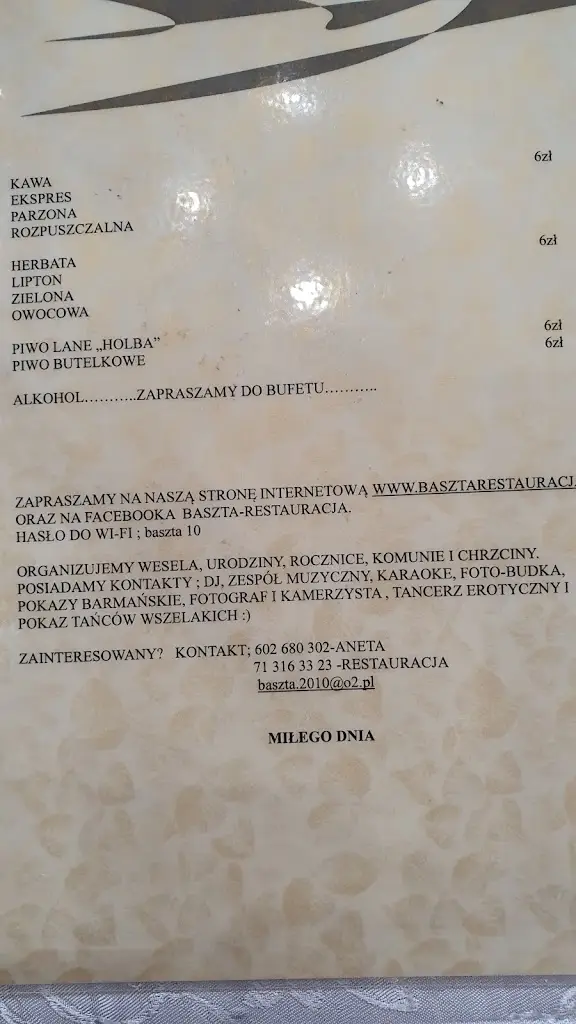 6zł
KAWA
EKSPRES
PARZONA
ROZPUSZCZALNA
6zł
HERBATA
LIPTON
ZIELONA
OWOCOWA
PIWO LANE „HOLBA” 6zł
PIWO BUTELKOWE 6zł
ALKOHOL………..ZAPRASZAMY DO BUFETU………..
ZAPRASZAMY NA NASZĄ STRONĘ INTERNETOWĄ WWW.BASZTARESTAURACJ
ORAZ NA FACEBOOKA BASZTA-RESTAURACJA.
HASŁO DO WI-FI ; baszta 10
ORGANIZUJEMY WESELA, URODZINY, ROCZNICE, KOMUNIE I CHRZCINY.
POSIADAMY KONTAKTY ; DJ, ZESPÓŁ MUZYCZNY, KARAOKE, FOTO-BUDKA,
POKAZY BARMAŃSKIE, FOTOGRAF I KAMERZYSTA , TANCERZ EROTYCZNY I
POKAZ TAŃCÓW WSZELAKICH :)
ZAINTERESOWANY? KONTAKT; 602 680 302-ANETA
71 316 33 23 -RESTAURACJA
baszta.2010@o2.pl
MIŁEGO DNIA